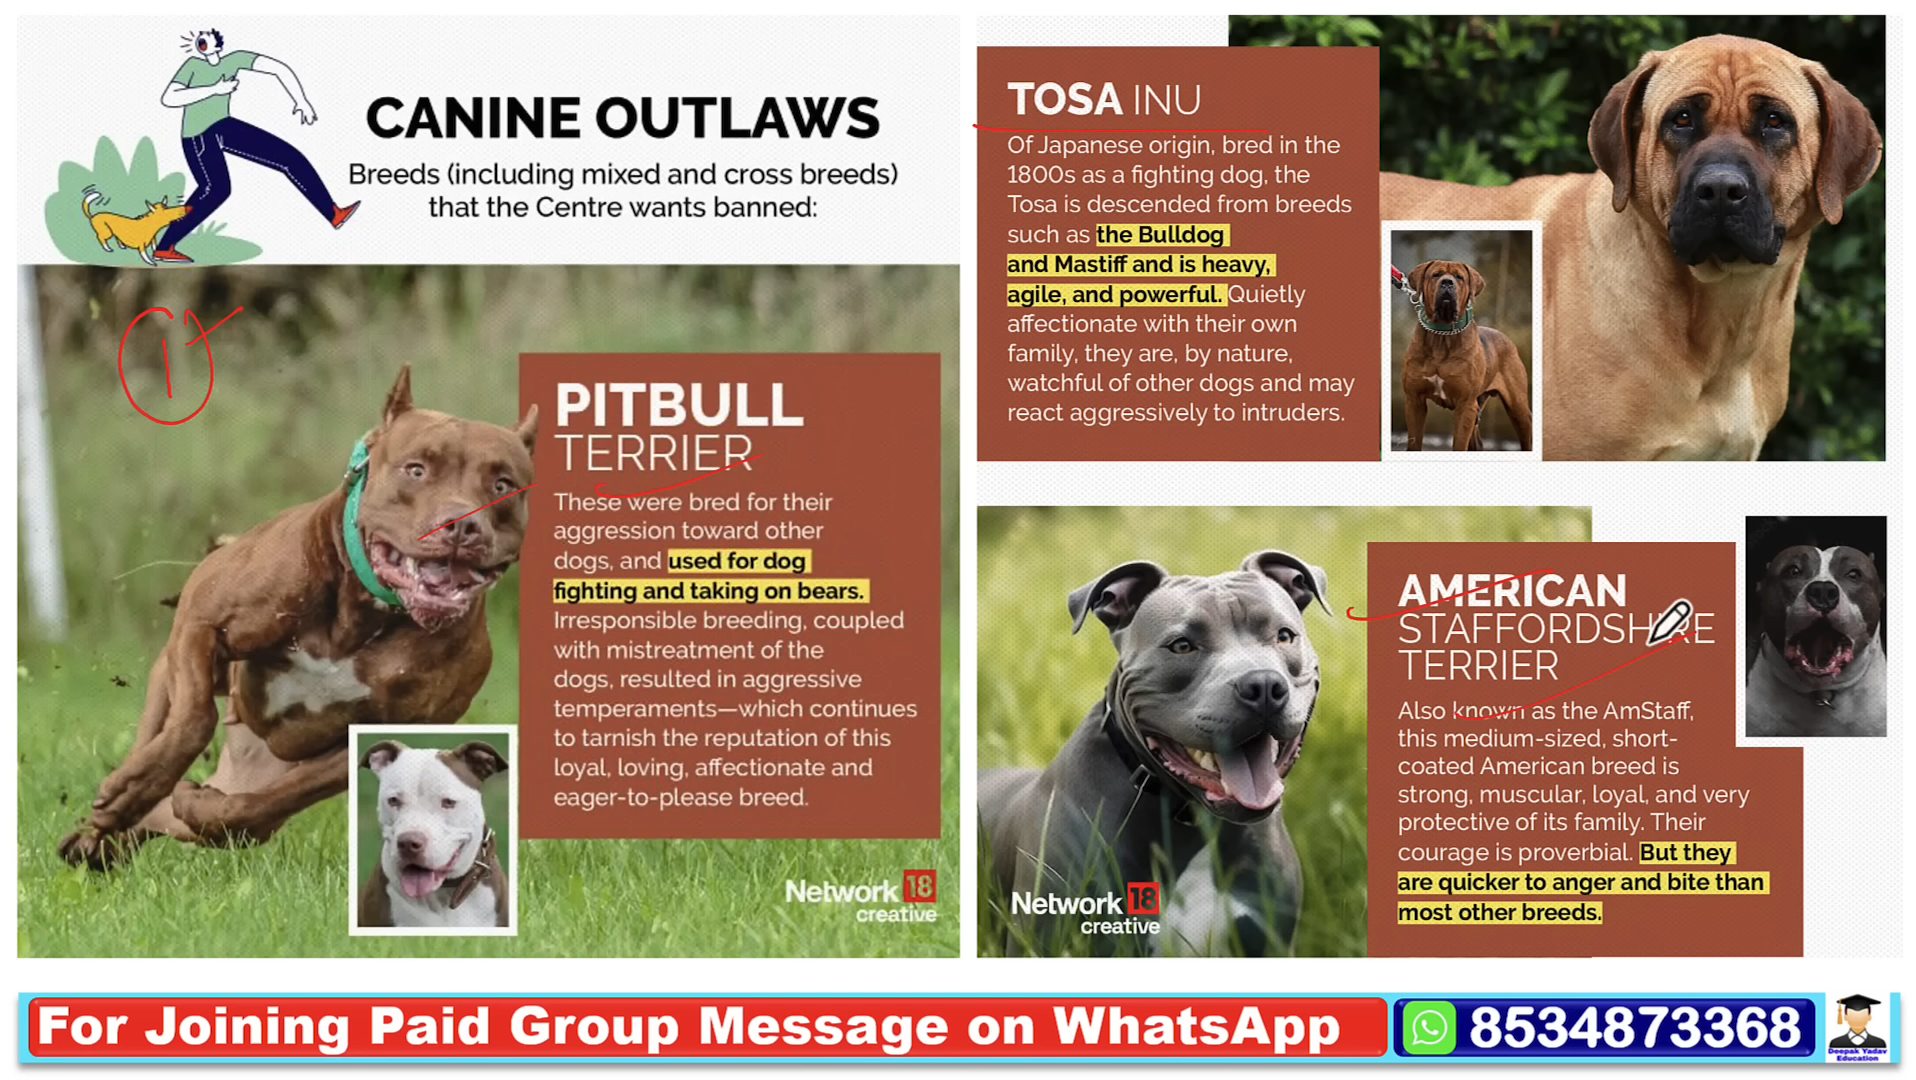 CANINE OUTLAWS
Breeds (including mixed and cross breeds)
that the Centre wants banned:
1
PITBULL
TERRIER
These were bred for their
aggression toward other
dogs, and used for dog
fighting and taking on bears.
Irresponsible breeding, coupled
with mistreatment of the
dogs, resulted in aggressive
temperaments—which continues
to tarnish the reputation of this
loyal, loving, affectionate and
eager-to-please breed.
Network 18
creative
TOSA INU
Of Japanese origin, bred in the
1800s as a fighting dog, the
Tosa is descended from breeds
such as the Bulldog
and Mastiff and is heavy,
agile, and powerful. Quietly
affectionate with their own
family, they are, by nature,
watchful of other dogs and may
react aggressively to intruders.
AMERICAN
STAFFORDSHIRE
TERRIER
Also known as the AmStaff,
this medium-sized, short-
coated American breed is
strong, muscular, loyal, and very
protective of its family. Their
courage is proverbial. But they
are quicker to anger and bite than
most other breeds.
Network 18
creative
For Joining Paid Group Message on WhatsApp
8534873368
Deepak Yadav
Education